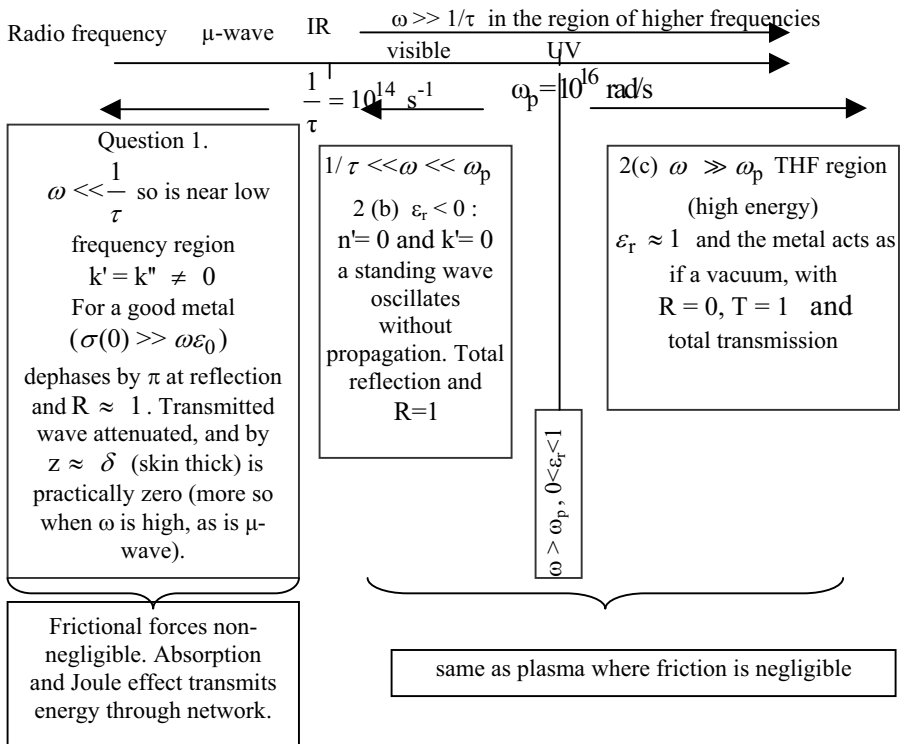 ω >> 1/τ in the region of higher frequencies
Radio frequency μ-wave IR
visible UV
1/τ = 10^14 s^-1
ω_p = 10^16 rad/s
Question 1.
ω << 1/τ so is near low
frequency region
k' = k" ≠ 0
For a good metal
(σ(0) >> ωε_0)
dephases by π at reflection
and R ≈ 1. Transmitted
wave attenuated, and by
z ≈ δ (skin thick) is
practically zero (more so
when ω is high, as is μ-
wave).
1/ τ <<ω << ω_p
2 (b) ε_r < 0 :
n'= 0 and k'= 0
a standing wave
oscillates
without
propagation. Total
reflection and
R=1
ω > ω_p, 0<ε_r<1
2(c) ω ≫ ω_p THF region
(high energy)
ε_r ≈ 1 and the metal acts as
if a vacuum, with
R = 0, T = 1 and
total transmission
Frictional forces non-
negligible. Absorption
and Joule effect transmits
energy through network.
same as plasma where friction is negligible